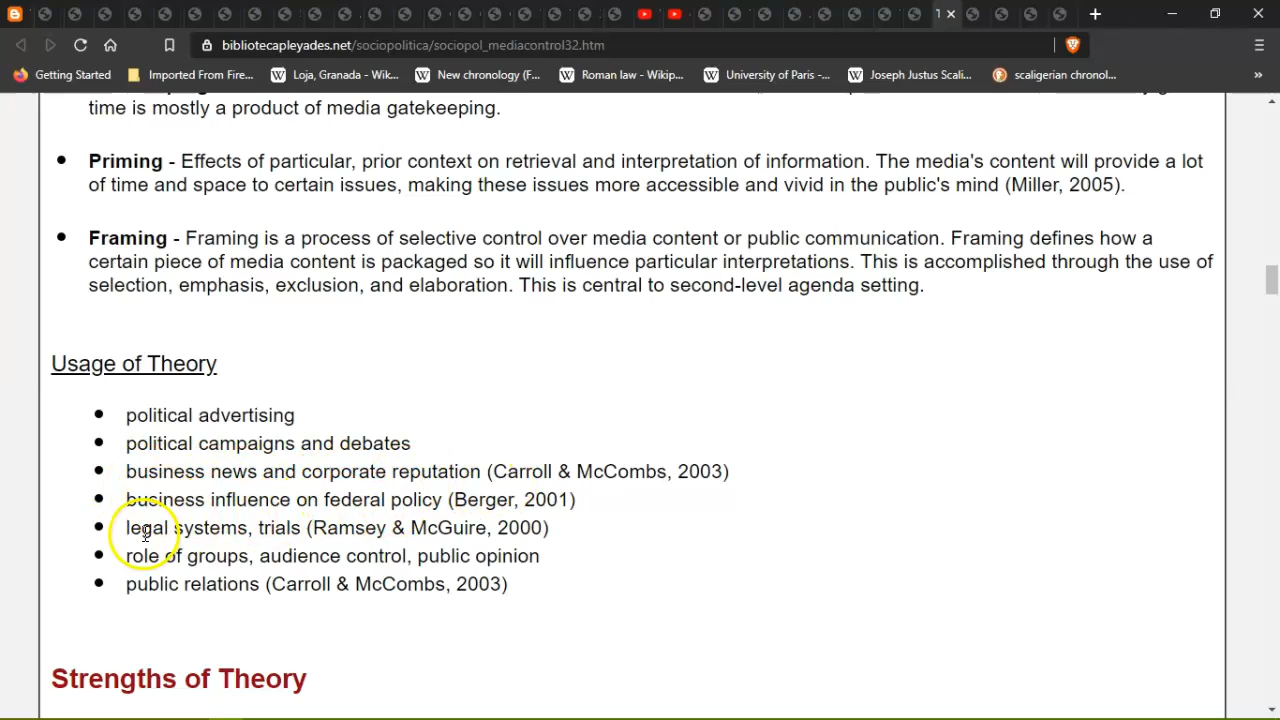 bibliotecapleyades.net/sociopolitica/sociopol_mediacontrol32.htm
Getting Started
Imported From Fire...
Loja, Granada - Wik...
New chronology (F...
Roman law - Wikip...
University of Paris -...
Joseph Justus Scali...
scaligerian chronol...
time is mostly a product of media gatekeeping.
Priming - Effects of particular, prior context on retrieval and interpretation of information. The media's content will provide a lot
of time and space to certain issues, making these issues more accessible and vivid in the public's mind (Miller, 2005).
Framing - Framing is a process of selective control over media content or public communication. Framing defines how a
certain piece of media content is packaged so it will influence particular interpretations. This is accomplished through the use of
selection, emphasis, exclusion, and elaboration. This is central to second-level agenda setting.
Usage of Theory
political advertising
political campaigns and debates
business news and corporate reputation (Carroll & McCombs, 2003)
business influence on federal policy (Berger, 2001)
legal systems, trials (Ramsey & McGuire, 2000)
role of groups, audience control, public opinion
public relations (Carroll & McCombs, 2003)
Strengths of Theory